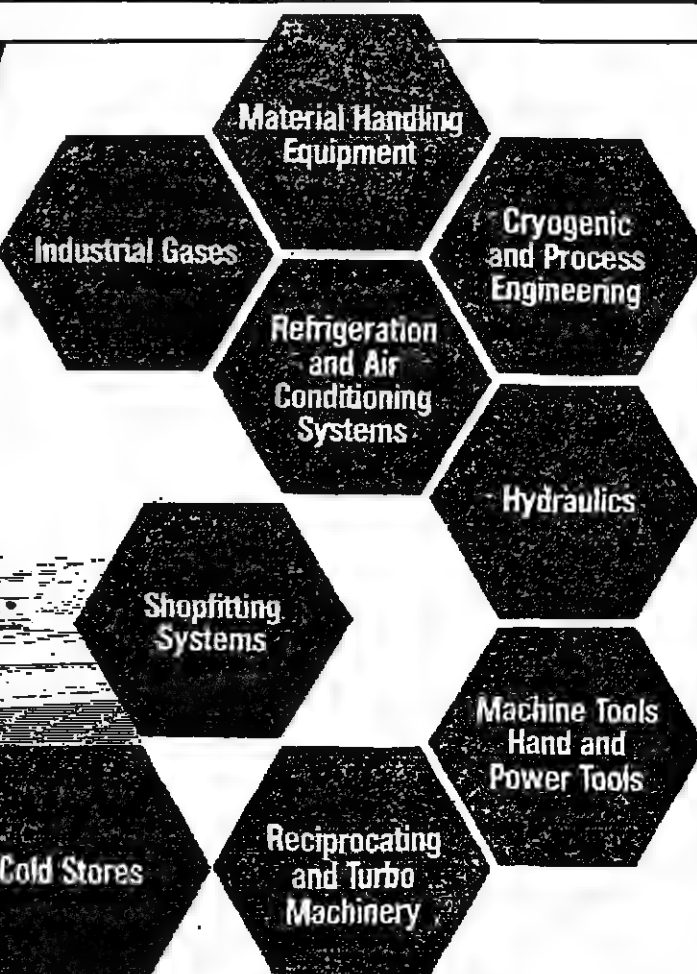 Material Handling
Equipment
Industrial Gases
Cryogenic
and Process
Engineering
Refrigeration
and Air
Conditioning
Systems
Hydraulics
Shopfitting
Systems
Machine Tools
Hand and
Power Tools
Cold Stores
Reciprocating
and Turbo
Machinery